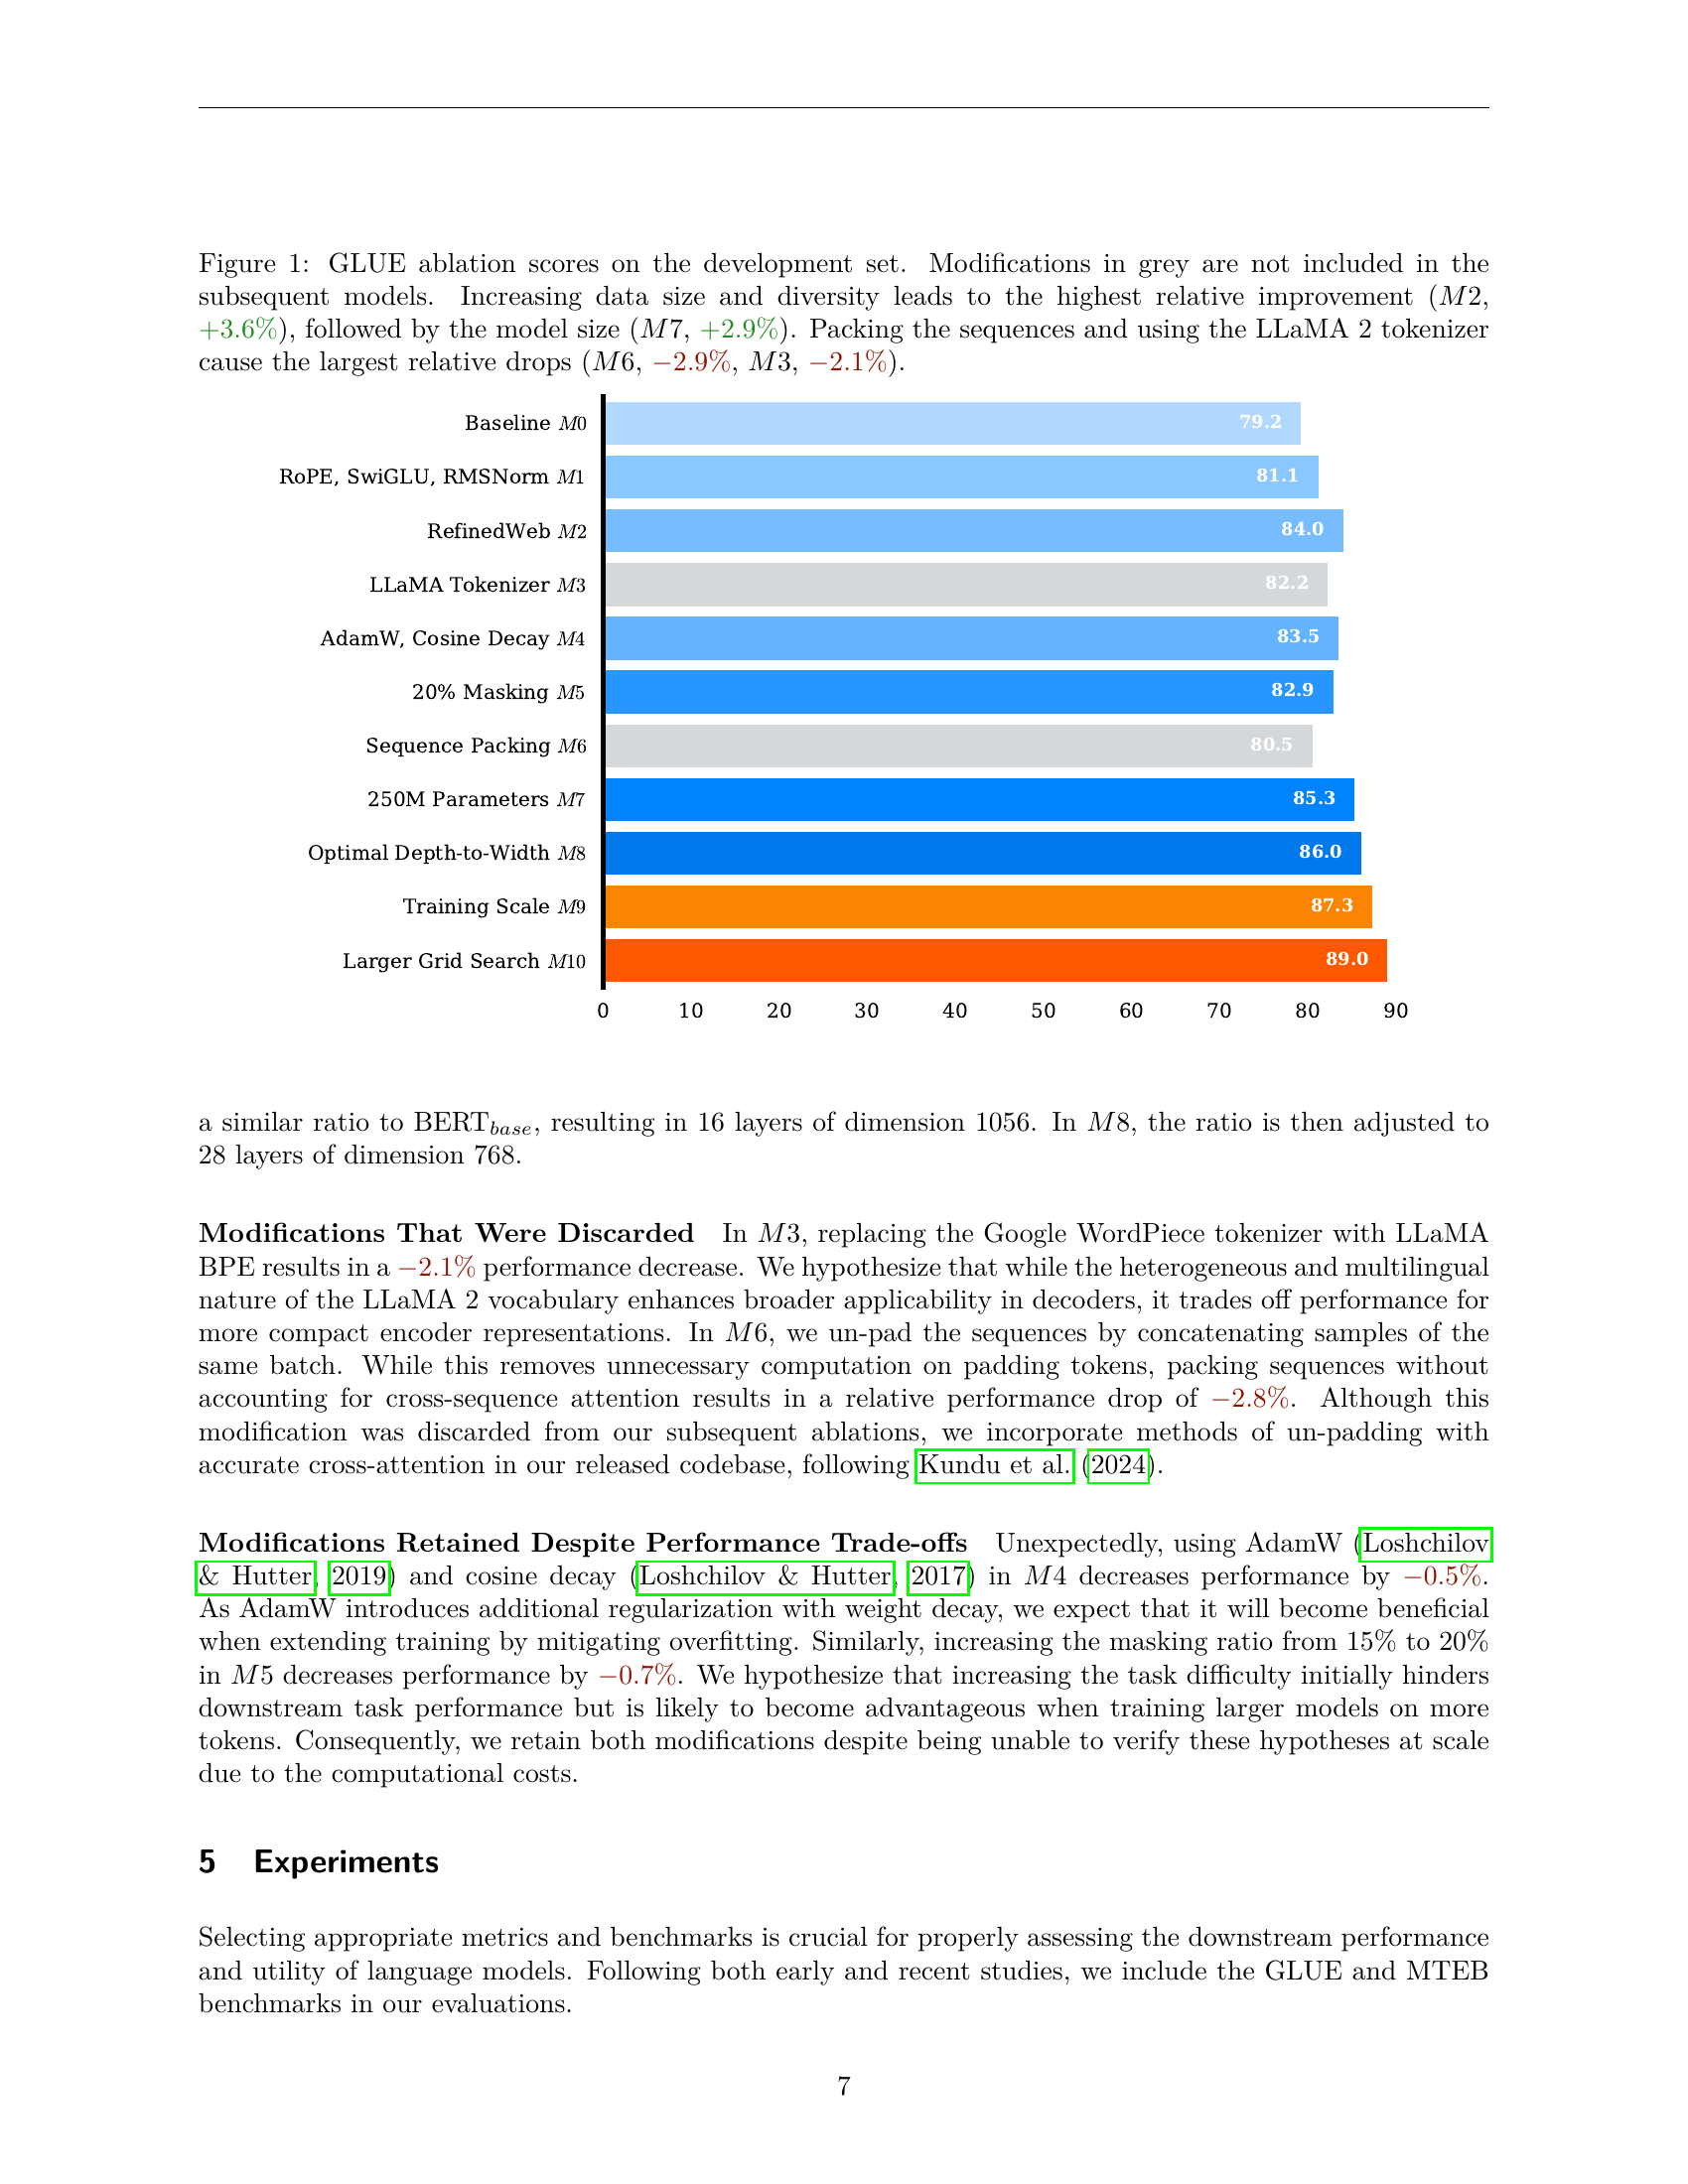 Figure 1: GLUE ablation scores on the development set. Modifications in grey are not included in the
subsequent models. Increasing data size and diversity leads to the highest relative improvement (M2,
+3.6%), followed by the model size (M7, +2.9%). Packing the sequences and using the LLaMA 2 tokenizer
cause the largest relative drops (M6, −2.9%, M3, −2.1%).
Baseline M0 79.2
RoPE, SwiGLU, RMSNorm M1 81.1
RefinedWeb M2 84.0
LLaMA Tokenizer M3 82.2
AdamW, Cosine Decay M4 83.5
20% Masking M5 82.9
Sequence Packing M6 80.5
250M Parameters M7 85.3
Optimal Depth-to-Width M8 86.0
Training Scale M9 87.3
Larger Grid Search M10 89.0
0 10 20 30 40 50 60 70 80 90
a similar ratio to BERTbase, resulting in 16 layers of dimension 1056. In M8, the ratio is then adjusted to
28 layers of dimension 768.
Modifications That Were Discarded In M3, replacing the Google WordPiece tokenizer with LLaMA
BPE results in a −2.1% performance decrease. We hypothesize that while the heterogeneous and multilingual
nature of the LLaMA 2 vocabulary enhances broader applicability in decoders, it trades off performance for
more compact encoder representations. In M6, we un-pad the sequences by concatenating samples of the
same batch. While this removes unnecessary computation on padding tokens, packing sequences without
accounting for cross-sequence attention results in a relative performance drop of −2.8%. Although this
modification was discarded from our subsequent ablations, we incorporate methods of un-padding with
accurate cross-attention in our released codebase, following Kundu et al. (2024).
Modifications Retained Despite Performance Trade-offs Unexpectedly, using AdamW (Loshchilov
& Hutter, 2019) and cosine decay (Loshchilov & Hutter, 2017) in M4 decreases performance by −0.5%.
As AdamW introduces additional regularization with weight decay, we expect that it will become beneficial
when extending training by mitigating overfitting. Similarly, increasing the masking ratio from 15% to 20%
in M5 decreases performance by −0.7%. We hypothesize that increasing the task difficulty initially hinders
downstream task performance but is likely to become advantageous when training larger models on more
tokens. Consequently, we retain both modifications despite being unable to verify these hypotheses at scale
due to the computational costs.
5 Experiments
Selecting appropriate metrics and benchmarks is crucial for properly assessing the downstream performance
and utility of language models. Following both early and recent studies, we include the GLUE and MTEB
benchmarks in our evaluations.
7